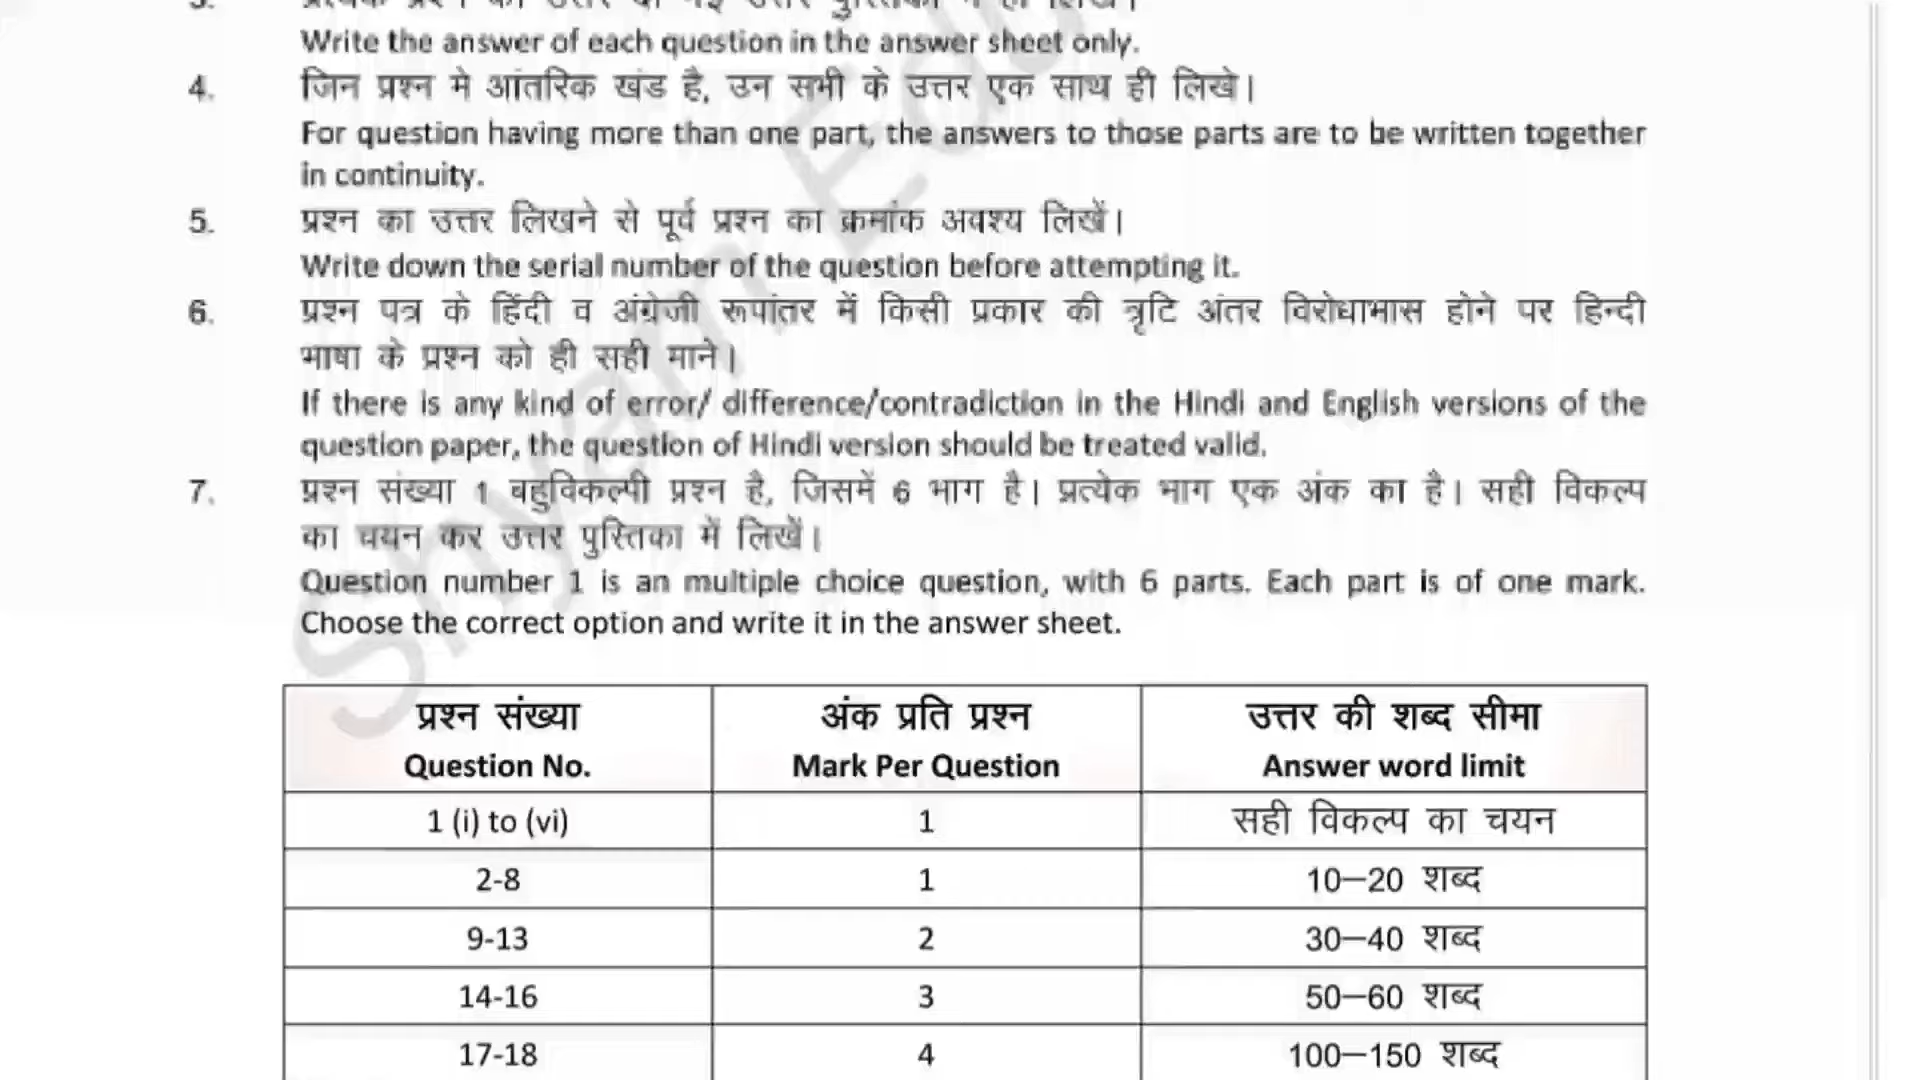 3.
Write the answer of each question in the answer sheet only.
4. जिन प्रश्न मे आंतरिक खंड है, उन सभी के उत्तर एक साथ ही लिखे।
For question having more than one part, the answers to those parts are to be written together
in continuity.
5. प्रश्न का उत्तर लिखने से पूर्व प्रश्न का क्रमांक अवश्य लिखें।
Write down the serial number of the question before attempting it.
6. प्रश्न पत्र के हिंदी व अंग्रेजी रूपांतर में किसी प्रकार की त्रृटि अंतर विरोधाभास होने पर हिन्दी
भाषा के प्रश्न को ही सही माने।
If there is any kind of error/ difference/contradiction in the Hindi and English versions of the
question paper, the question of Hindi version should be treated valid.
7. प्रश्न संख्या 1 बहुविकल्पी प्रश्न है, जिसमें 6 भाग है। प्रत्येक भाग एक अंक का है। सही विकल्प
का चयन कर उत्तर पुस्तिका में लिखें।
Question number 1 is an multiple choice question, with 6 parts. Each part is of one mark.
Choose the correct option and write it in the answer sheet.
Shyam Edu
प्रश्न संख्या अंक प्रति प्रश्न उत्तर की शब्द सीमा
Question No. Mark Per Question Answer word limit
1 (i) to (vi) 1 सही विकल्प का चयन
2-8 1 10–20 शब्द
9-13 2 30–40 शब्द
14-16 3 50–60 शब्द
17-18 4 100–150 शब्द